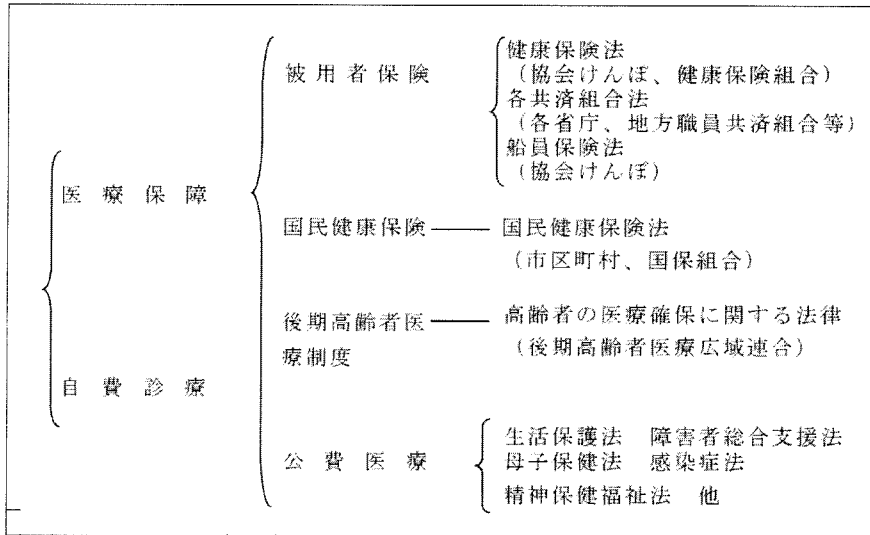 医療保障
自費診療
被用者保険
健康保険法
(協会けんぽ、健康保険組合)
各共済組合法
(各省庁、地方職員共済組合等)
船員保険法
(協会けんぽ)
国民健康保険
国民健康保険法
(市区町村、国保組合)
後期高齢者医
療制度
高齢者の医療確保に関する法律
(後期高齢者医療広域連合)
公費医療
生活保護法 障害者総合支援法
母子保健法 感染症法
精神保健福祉法 他